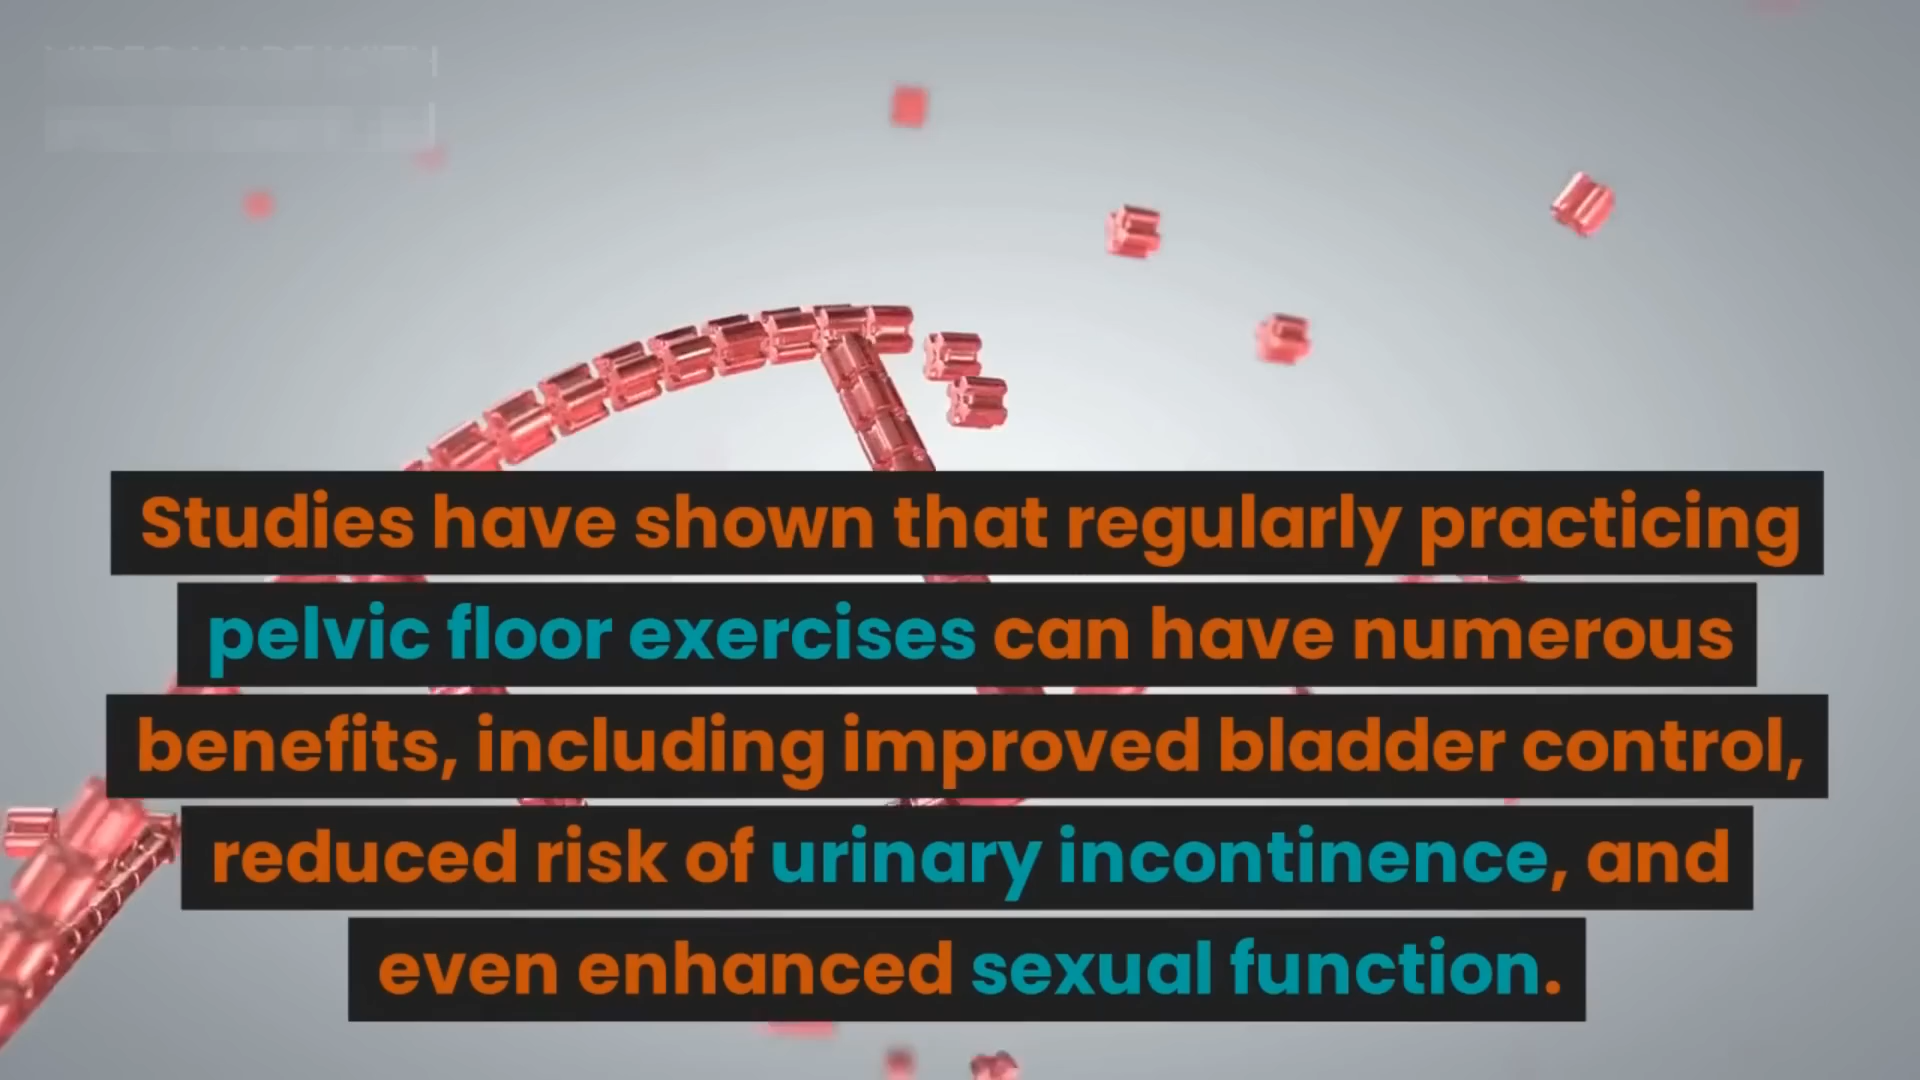 Studies have shown that regularly practicing
pelvic floor exercises can have numerous
benefits, including improved bladder control,
reduced risk of urinary incontinence, and
even enhanced sexual function.